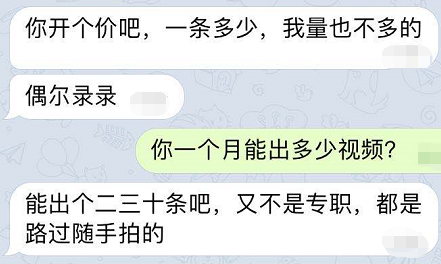 你开个价吧，一条多少，我量也不多的
偶尔录录
你一个月能出多少视频？
能出个二三十条吧，又不是专职，都是
路过随手拍的